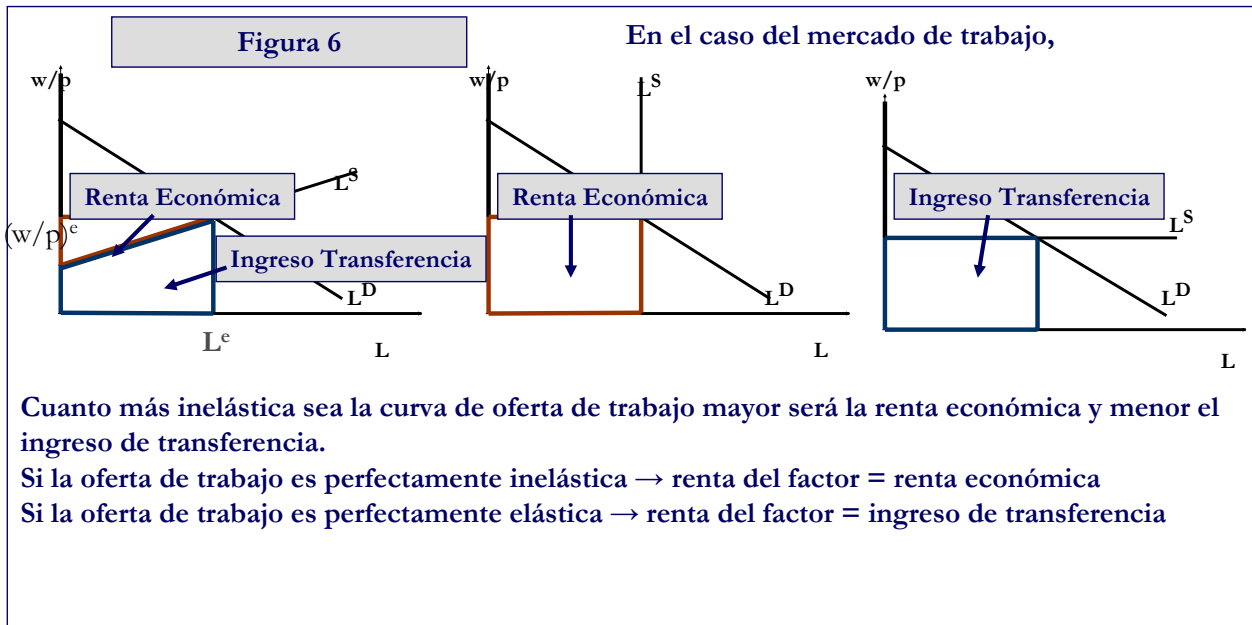 Figura 6
En el caso del mercado de trabajo,
w/p
w/p
w/p
L^S
Renta Económica
L^S
Renta Económica
Ingreso Transferencia
L^S
(w/p)^e
Ingreso Transferencia
L^D
L^D
L^D
L^e
L
L
L
Cuanto más inelástica sea la curva de oferta de trabajo mayor será la renta económica y menor el
ingreso de transferencia.
Si la oferta de trabajo es perfectamente inelástica → renta del factor = renta económica
Si la oferta de trabajo es perfectamente elástica → renta del factor = ingreso de transferencia